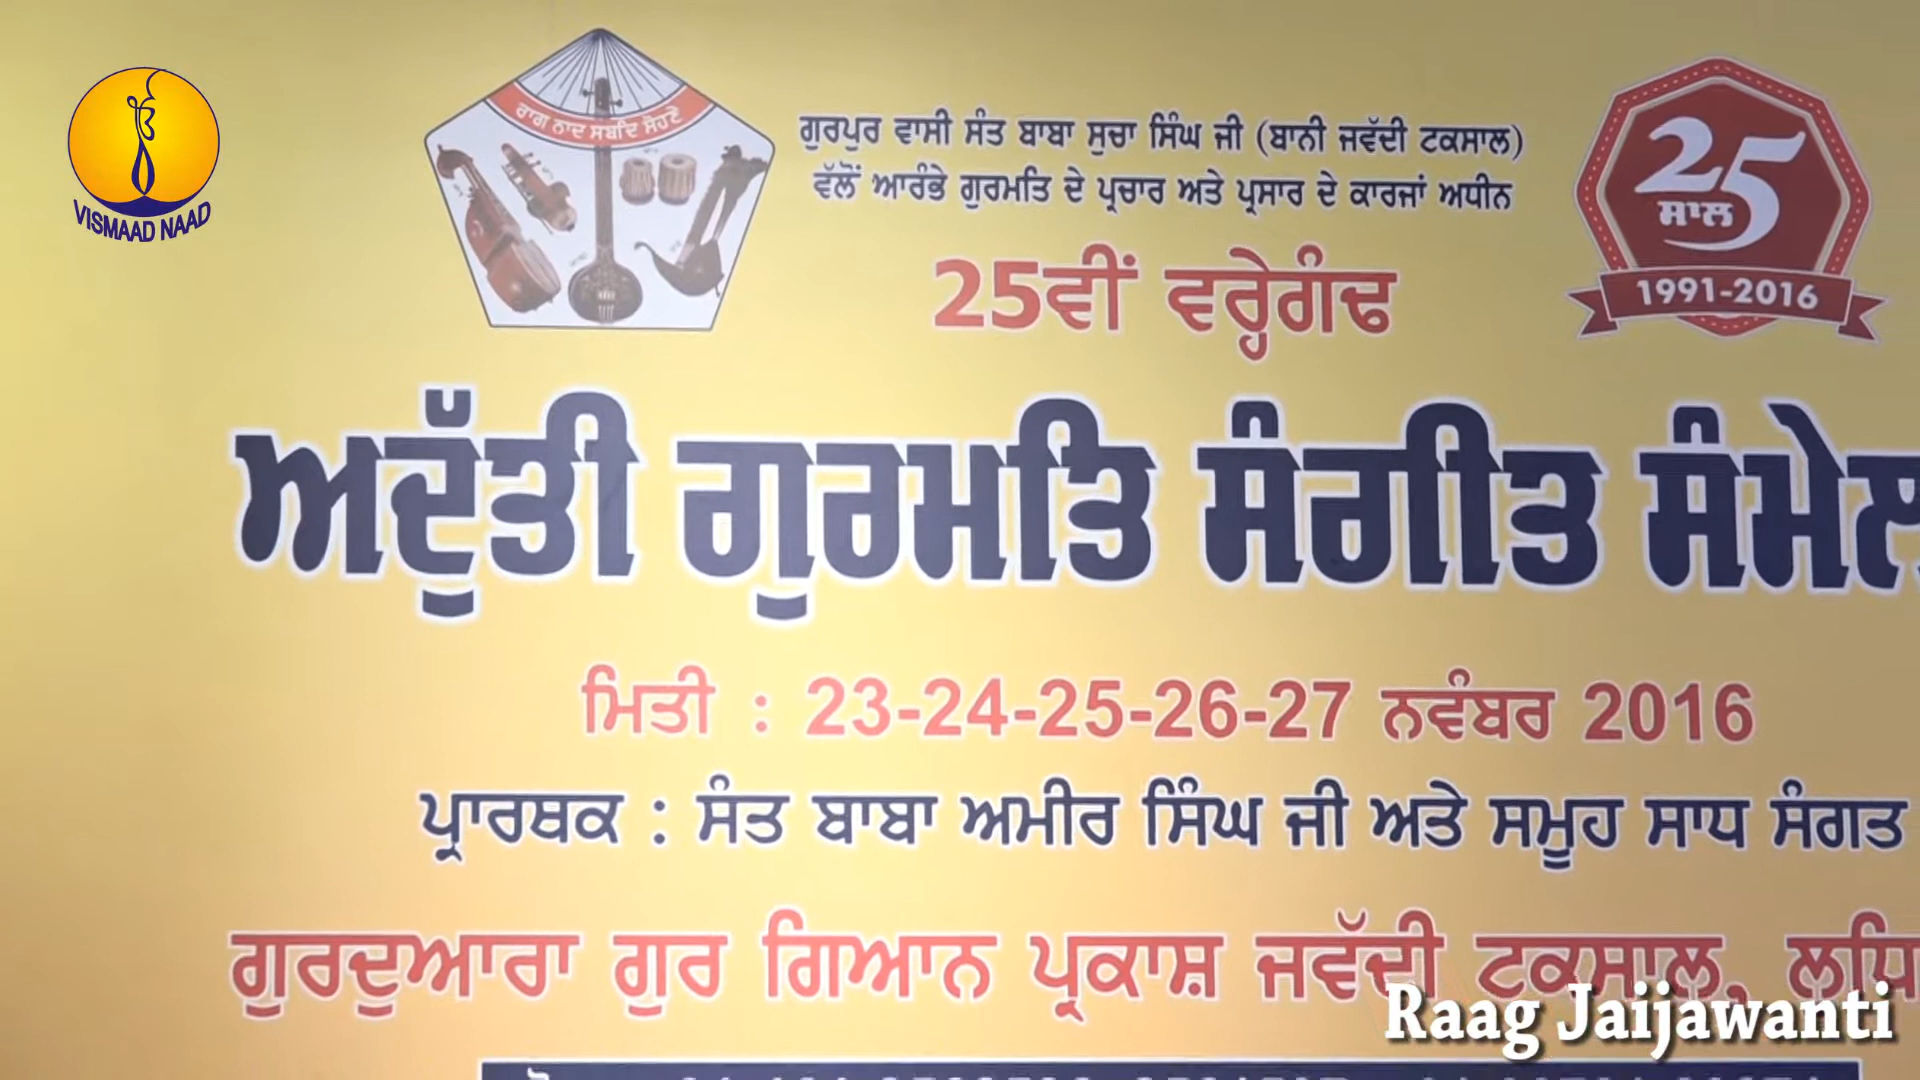 VISMAAD NAAD
ਰਾਗ ਨਾਦ ਸਬਦਿ ਸੋਹਣੇ
ਗੁਰਪੁਰ ਵਾਸੀ ਸੰਤ ਬਾਬਾ ਸੁਚਾ ਸਿੰਘ ਜੀ (ਬਾਨੀ ਜਵੱਦੀ ਟਕਸਾਲ)
ਵੱਲੋਂ ਆਰੰਭੇ ਗੁਰਮਤਿ ਦੇ ਪ੍ਰਚਾਰ ਅਤੇ ਪ੍ਰਸਾਰ ਦੇ ਕਾਰਜਾਂ ਅਧੀਨ
25
ਸਾਲ
1991-2016
25ਵੀਂ ਵਰ੍ਹੇਗੰਢ
ਅਦੁੱਤੀ ਗੁਰਮਤਿ ਸੰਗੀਤ ਸੰਮੇਲ
ਮਿਤੀ : 23-24-25-26-27 ਨਵੰਬਰ 2016
ਪ੍ਰਾਰਥਕ : ਸੰਤ ਬਾਬਾ ਅਮੀਰ ਸਿੰਘ ਜੀ ਅਤੇ ਸਮੂਹ ਸਾਧ ਸੰਗਤ
ਗੁਰਦੁਆਰਾ ਗੁਰ ਗਿਆਨ ਪ੍ਰਕਾਸ਼ ਜਵੱਦੀ ਟਕਸਾਲ, ਲਧਿ
Raag Jaijawanti